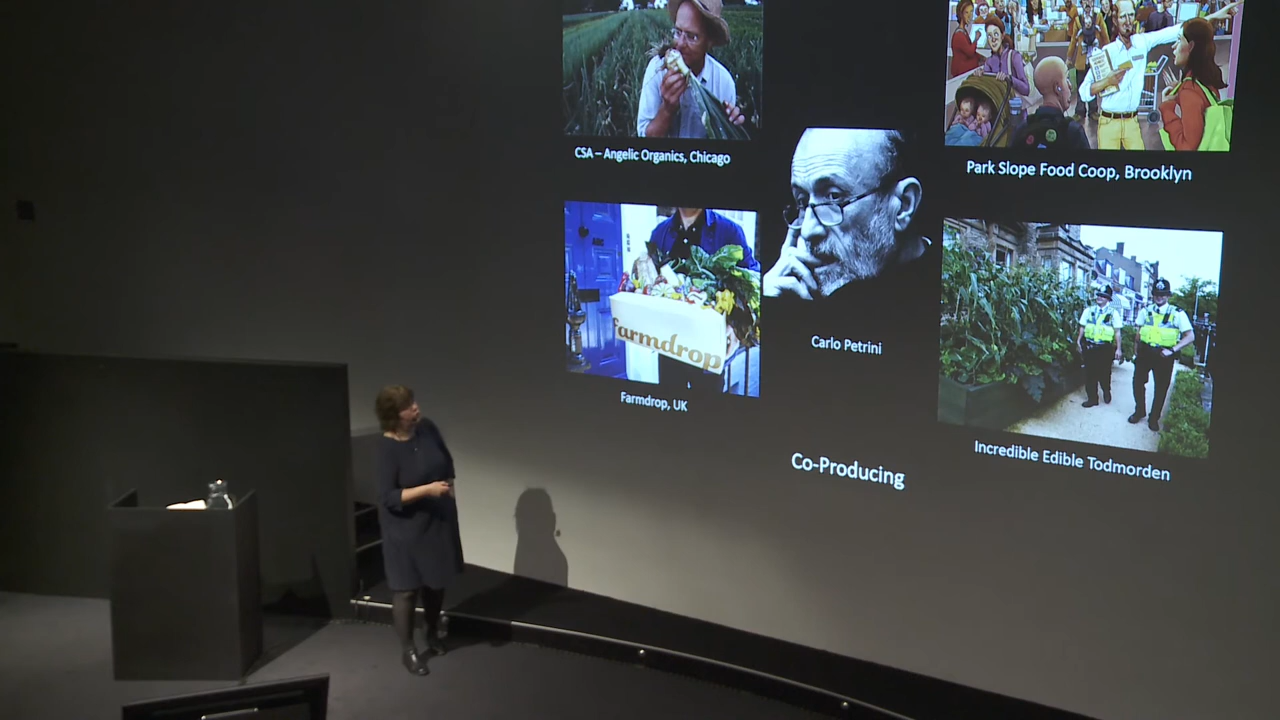 CSA – Angelic Organics, Chicago
Park Slope Food Coop, Brooklyn
farmdrop
Carlo Petrini
Farmdrop, UK
Incredible Edible Todmorden
Co-Producing